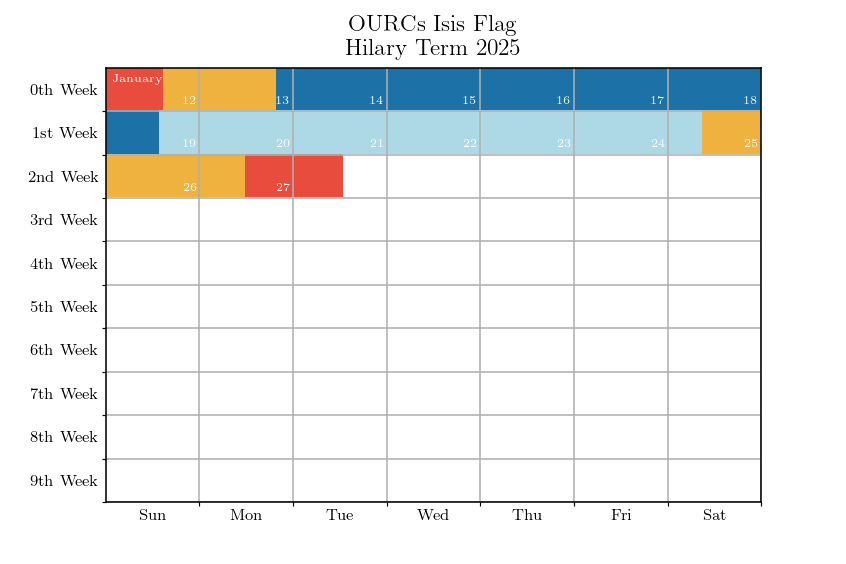 OURCs Isis Flag
Hilary Term 2025
January
0th Week
12 13 14 15 16 17 18
1st Week
19 20 21 22 23 24 25
2nd Week
26 27
3rd Week
4th Week
5th Week
6th Week
7th Week
8th Week
9th Week
Sun Mon Tue Wed Thu Fri Sat